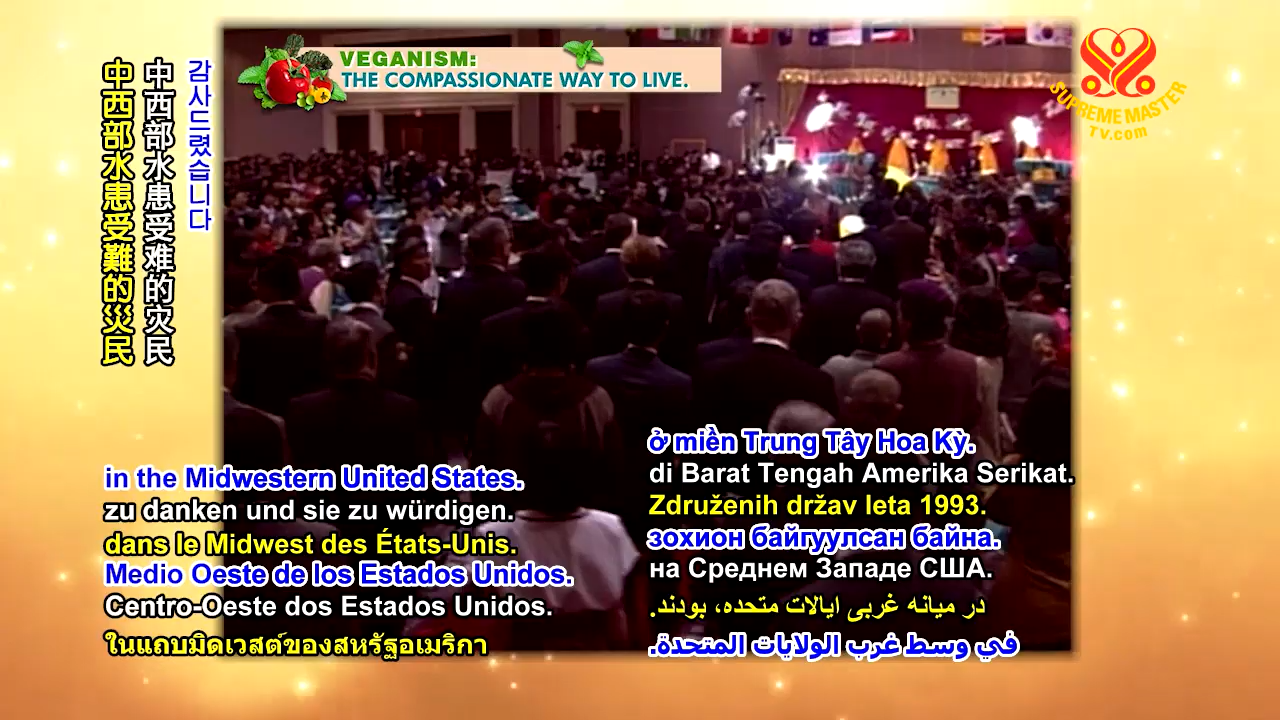 VEGANISM:
THE COMPASSIONATE WAY TO LIVE.
SUPREME MASTER
TV.com
감사드렸습니다
中西部水患受难的灾民
中西部水患受難的災民
in the Midwestern United States.
zu danken und sie zu würdigen.
dans le Midwest des États-Unis.
Medio Oeste de los Estados Unidos.
Centro-Oeste dos Estados Unidos.
ในแถบมิดเวสต์ของสหรัฐอเมริกา
ở miền Trung Tây Hoa Kỳ.
di Barat Tengah Amerika Serikat.
Združenih držav leta 1993.
зохион байгуулсан байна.
на Среднем Западе США.
در میانه غربی ایالات متحده، بودند.
في وسط غرب الولايات المتحدة.